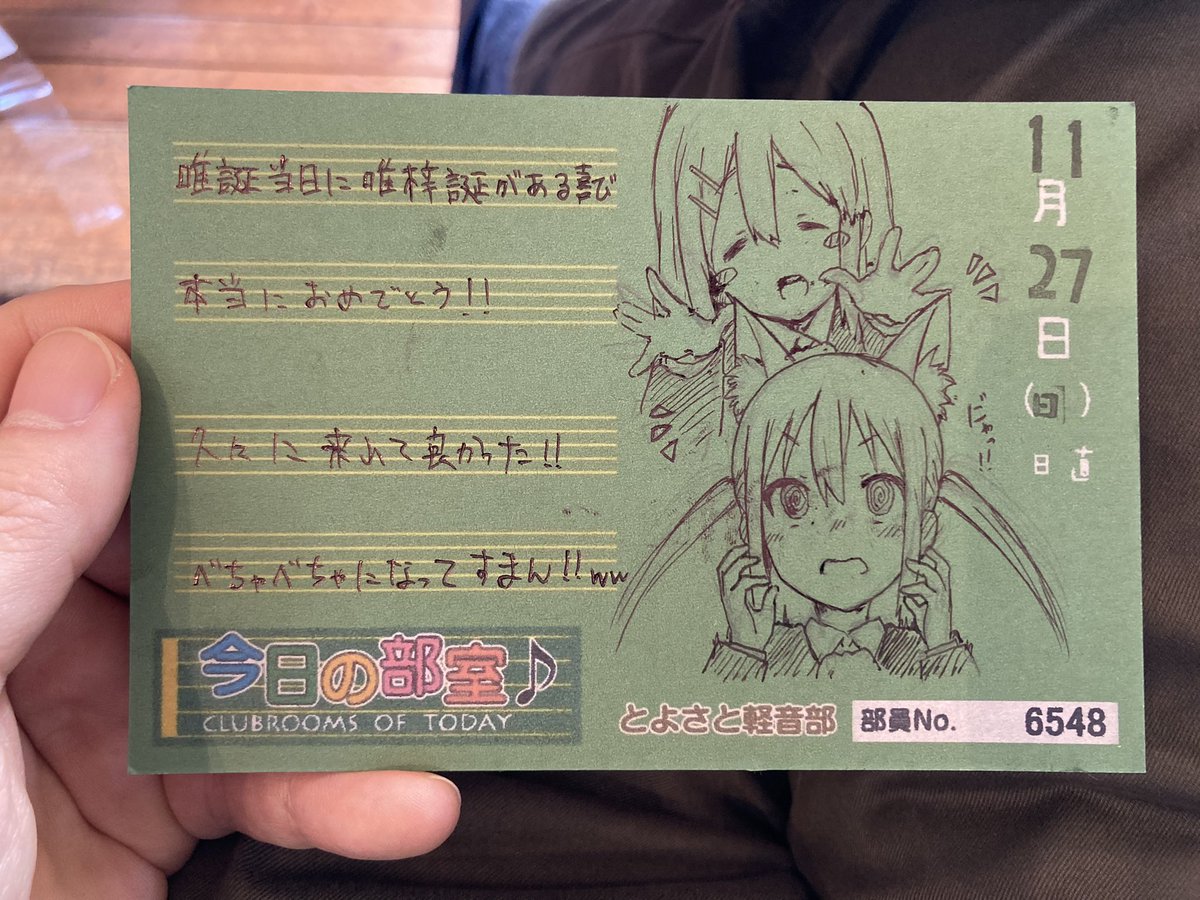 唯誕当日に唯梓誕がある喜び
本当におめでとう!!
久々に来れて良かった!!
べちゃべちゃになってすまん!!ww
今日の部室♪
CLUBROOMS OF TODAY
11
月
27
日
(日)
日直
にゃっ!!
とよさと軽音部
部員No. 6548